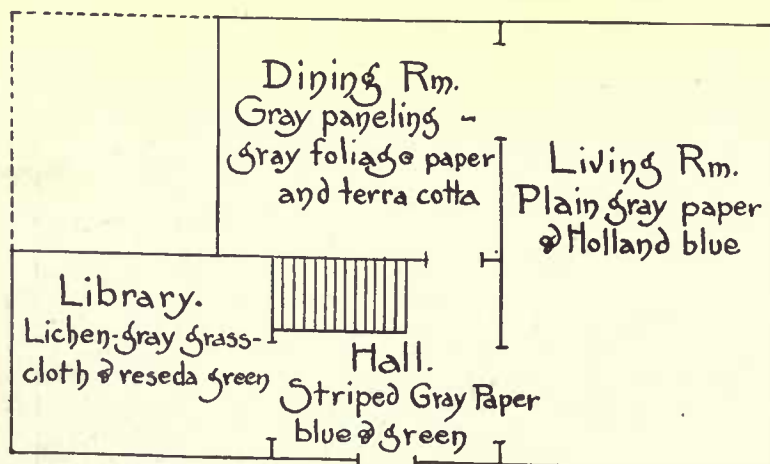 Dining Rm.
Gray paneling -
gray foliage paper
and terra cotta
Living Rm.
Plain gray paper
& Holland blue
Library.
Lichen-gray grass-
cloth & reseda green
Hall.
Striped Gray Paper
blue & green